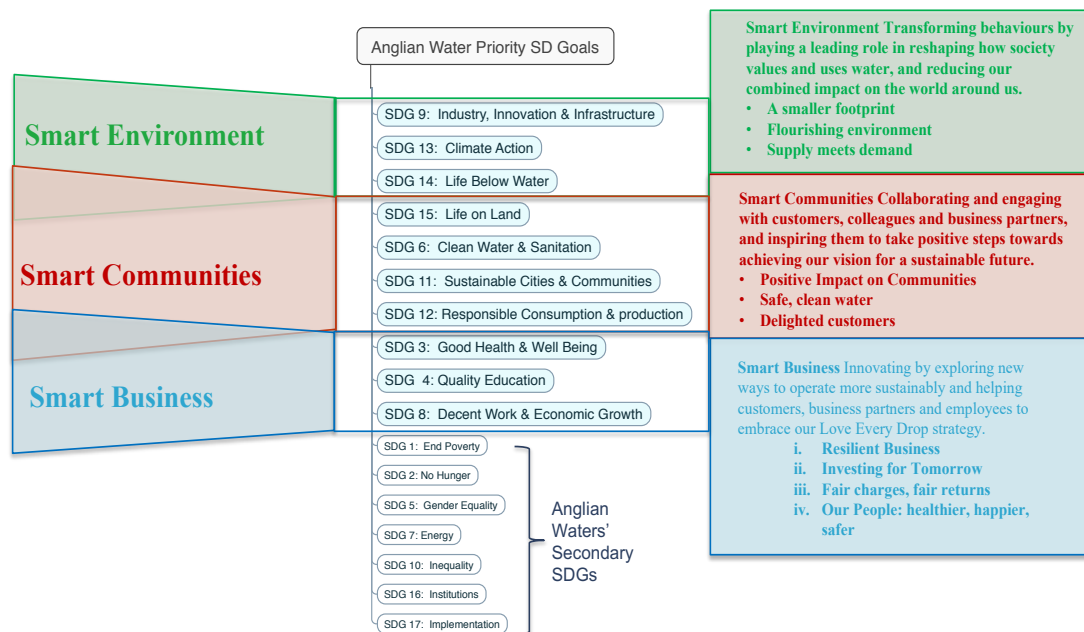 Anglian Water Priority SD Goals
Smart Environment
SDG 9: Industry, Innovation & Infrastructure
SDG 13: Climate Action
SDG 14: Life Below Water
Smart Environment Transforming behaviours by
playing a leading role in reshaping how society
values and uses water, and reducing our
combined impact on the world around us.
• A smaller footprint
• Flourishing environment
• Supply meets demand
Smart Communities
SDG 15: Life on Land
SDG 6: Clean Water & Sanitation
SDG 11: Sustainable Cities & Communities
SDG 12: Responsible Consumption & production
Smart Communities Collaborating and engaging
with customers, colleagues and business partners,
and inspiring them to take positive steps towards
achieving our vision for a sustainable future.
• Positive Impact on Communities
• Safe, clean water
• Delighted customers
Smart Business
SDG 3: Good Health & Well Being
SDG 4: Quality Education
SDG 8: Decent Work & Economic Growth
Smart Business Innovating by exploring new
ways to operate more sustainably and helping
customers, business partners and employees to
embrace our Love Every Drop strategy.
i. Resilient Business
ii. Investing for Tomorrow
iii. Fair charges, fair returns
iv. Our People: healthier, happier,
safer
SDG 1: End Poverty
SDG 2: No Hunger
SDG 5: Gender Equality
SDG 7: Energy
SDG 10: Inequality
SDG 16: Institutions
SDG 17: Implementation
Anglian
Waters'
Secondary
SDGs